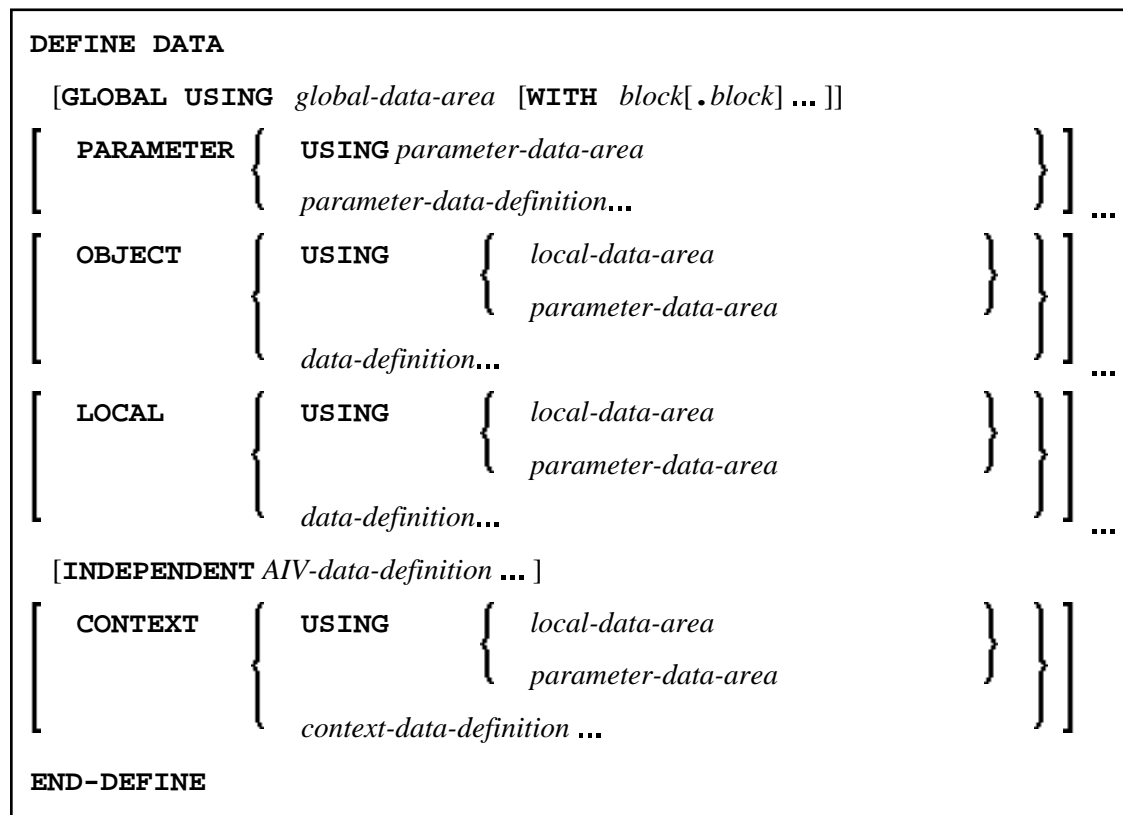 DEFINE DATA
[GLOBAL USING global-data-area [WITH block[.block] ... ]]
[ PARAMETER { USING parameter-data-area
parameter-data-definition... } ] ...
[ OBJECT { USING { local-data-area
parameter-data-area }
data-definition... } ] ...
[ LOCAL { USING { local-data-area
parameter-data-area }
data-definition... } ] ...
[INDEPENDENT AIV-data-definition ... ]
[ CONTEXT { USING { local-data-area
parameter-data-area }
context-data-definition ... } ]
END-DEFINE